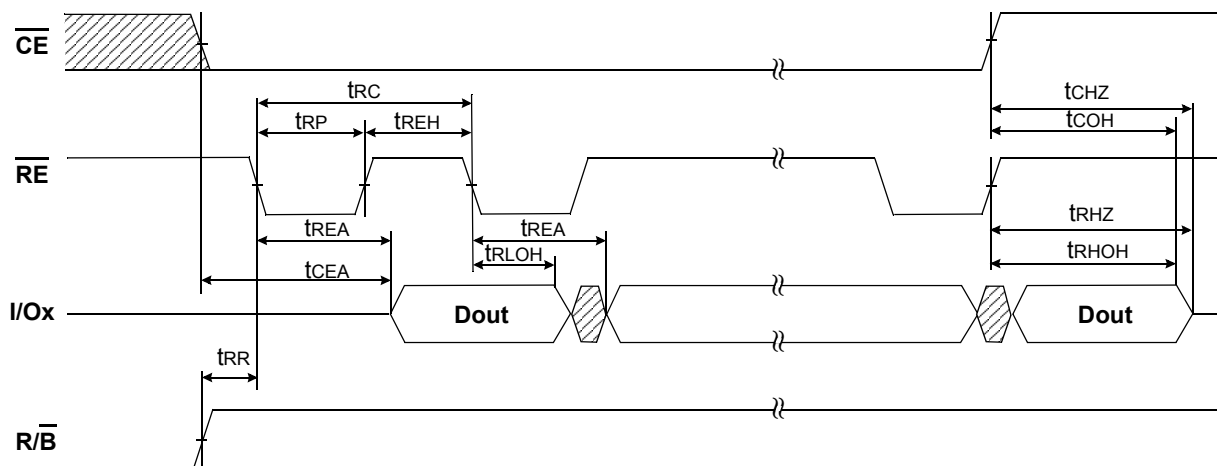 CE
tRC
tCHZ
tRP
tREH
tCOH
RE
tREA
tREA
tRHZ
tCEA
tRLOH
tRHOH
I/Ox
Dout
Dout
tRR
R/B